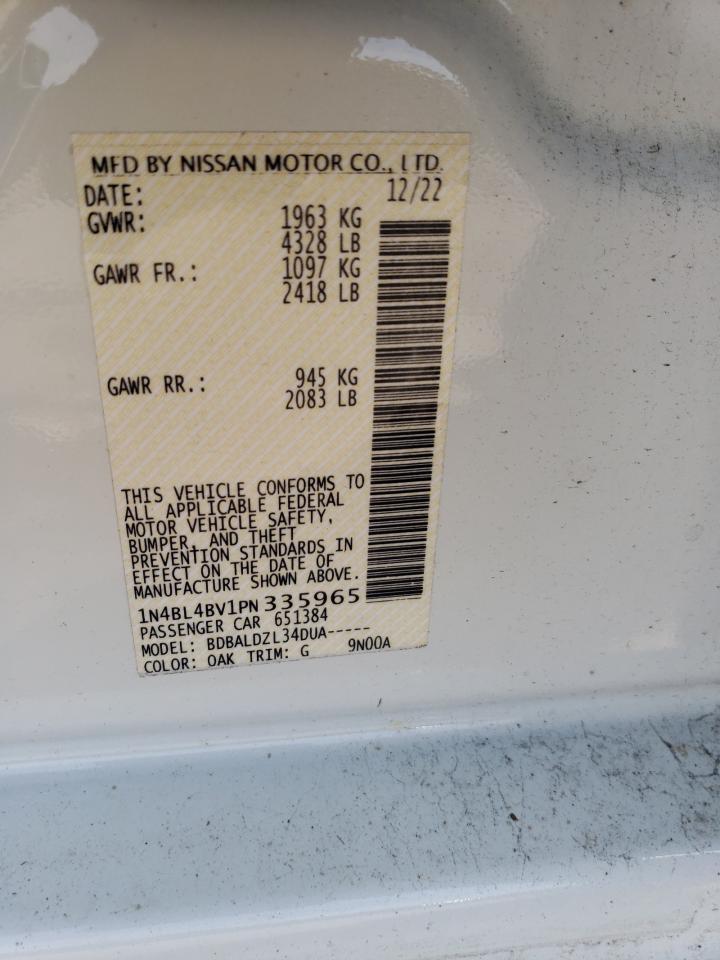 MFD BY NISSAN MOTOR CO., LTD.
DATE: 12/22
GVWR: 1963 KG
4328 LB
GAWR FR.: 1097 KG
2418 LB
GAWR RR.: 945 KG
2083 LB
THIS VEHICLE CONFORMS TO
ALL APPLICABLE FEDERAL
MOTOR VEHICLE SAFETY,
BUMPER, AND THEFT
PREVENTION STANDARDS IN
EFFECT ON THE DATE OF
MANUFACTURE SHOWN ABOVE.
1N4BL4BV1PN335965
PASSENGER CAR 651384
MODEL: BDBALDZL34DUA-----
COLOR: OAK TRIM: G 9N00A